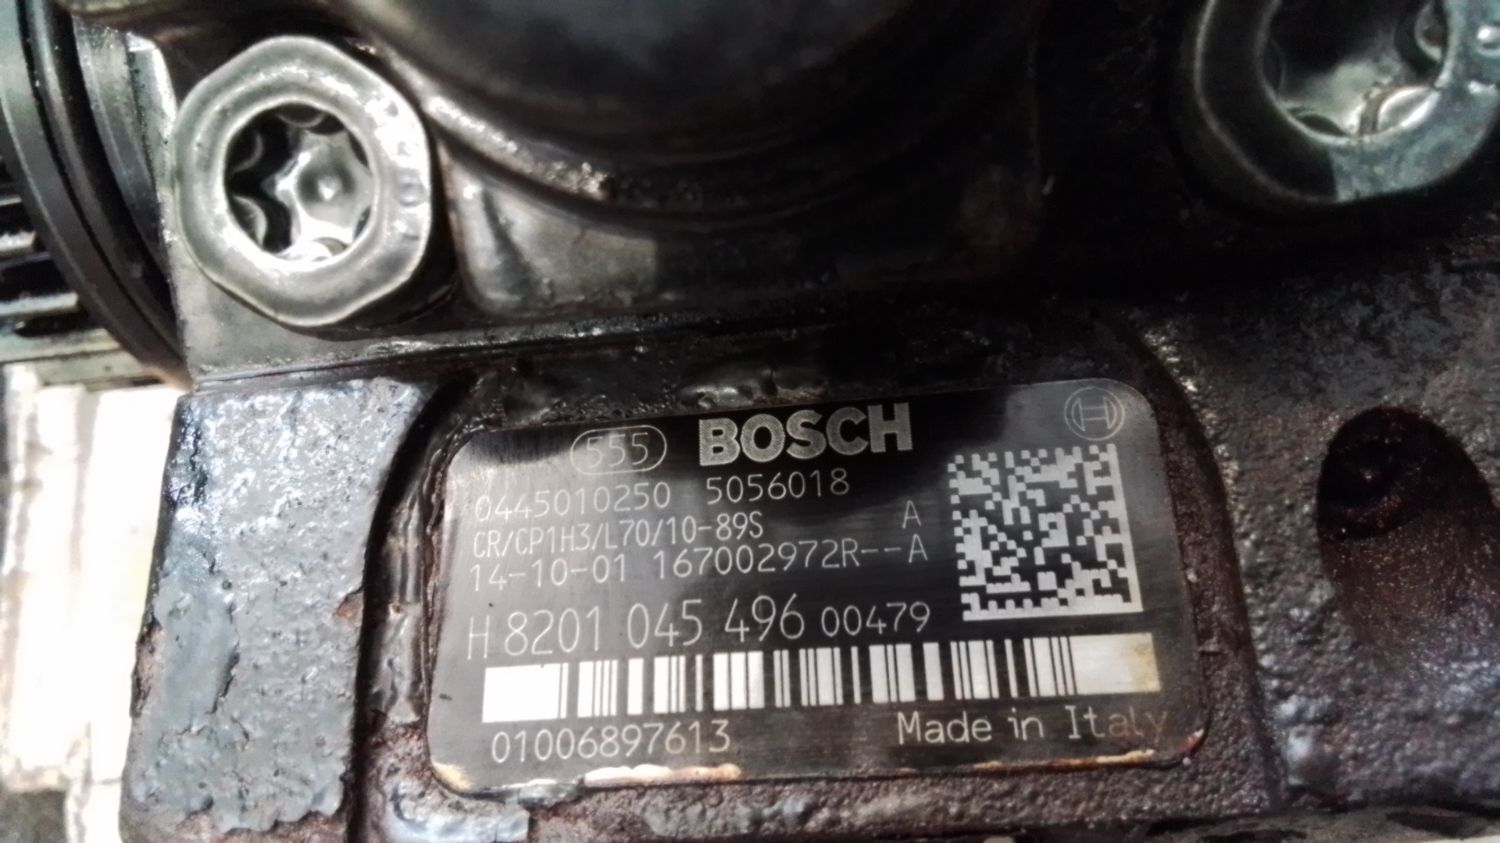 555 BOSCH
0445010250 5056018
CR/CP1H3/L70/10-89S A
14-10-01 167002972R--A
H 8201 045 496 00479
01006897613 Made in Italy